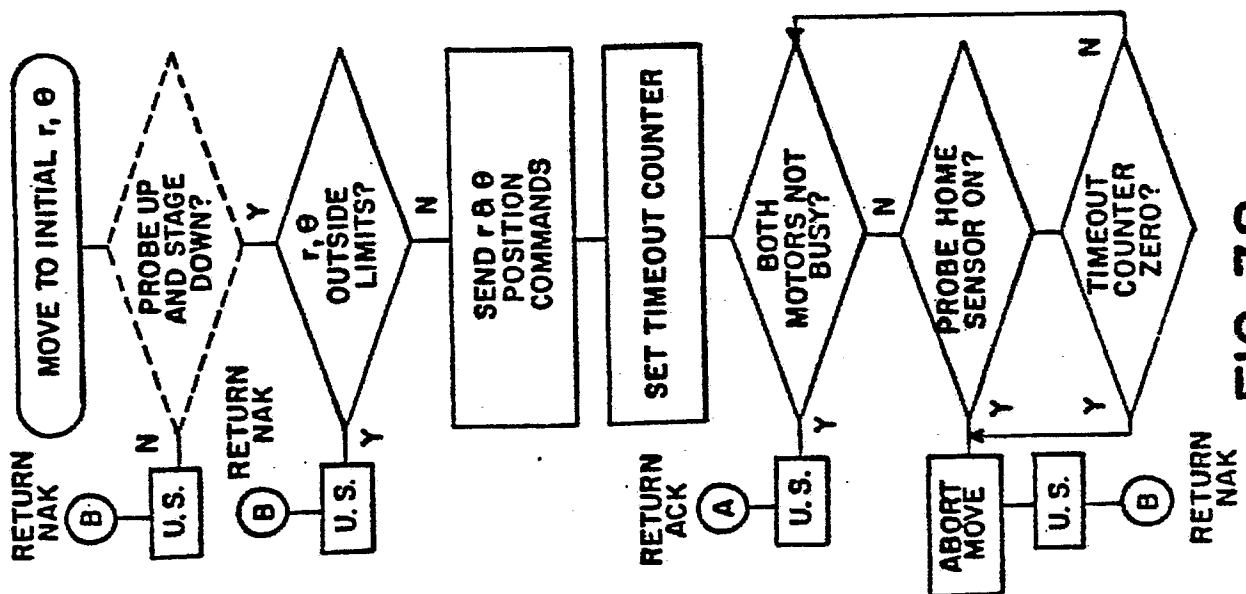 MOVE TO INITIAL r, θ
RETURN
NAK
B
U.S.
N
PROBE UP
AND STAGE
DOWN?
Y
RETURN
NAK
B
U.S.
Y
r, θ
OUTSIDE
LIMITS?
N
SEND r & θ
POSITION
COMMANDS
SET TIMEOUT COUNTER
RETURN
ACK
A
U.S.
Y
BOTH
MOTORS NOT
BUSY?
N
PROBE HOME
SENSOR ON?
Y
ABORT
MOVE
U.S.
B
RETURN
NAK
TIMEOUT
COUNTER
ZERO?
Y
N